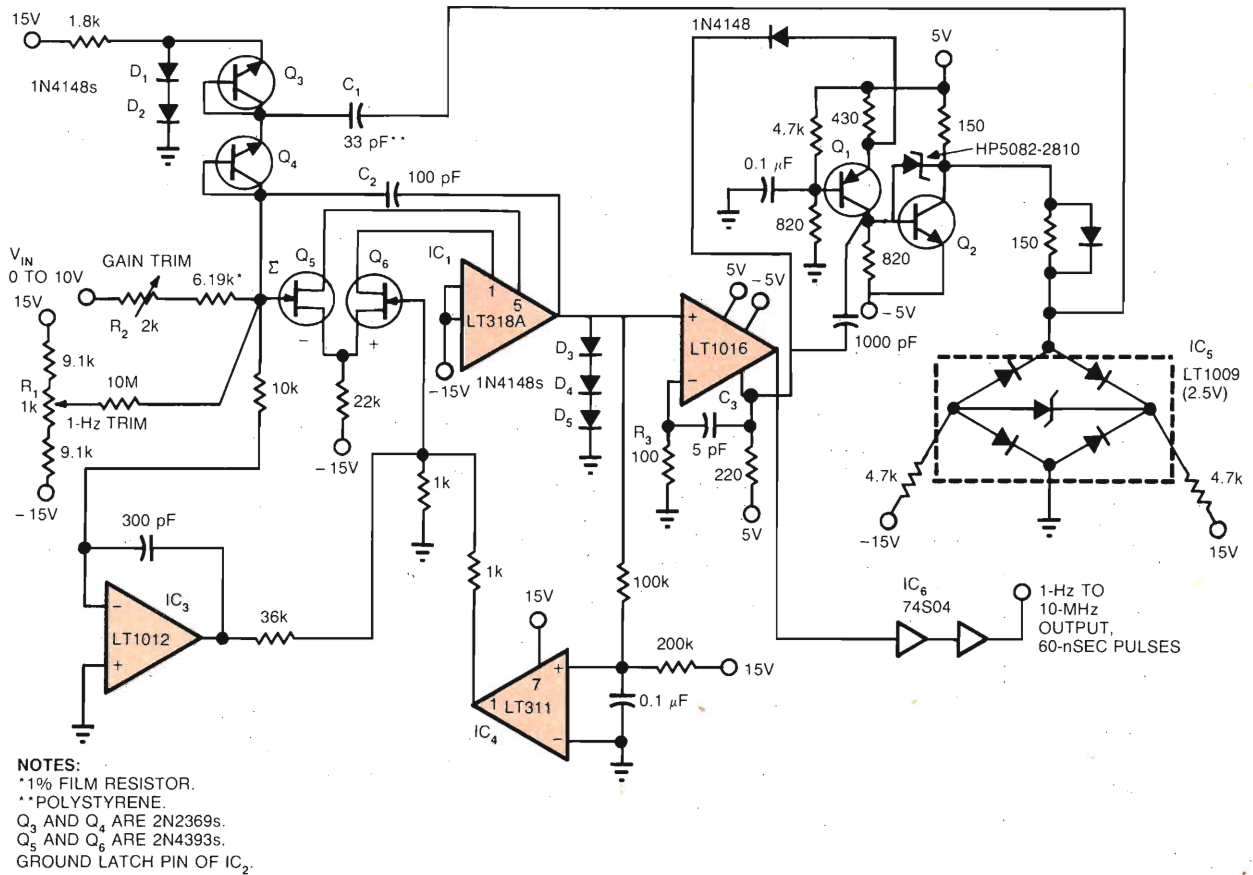 15V
1.8k
D1
1N4148s
D2
Q3
C1
33 pF**
Q4
C2
100 pF
VIN
0 TO 10V
GAIN TRIM
6.19k*
R2 2k
Σ
Q5
Q6
−
+
IC1
1
5
LT318A
-15V
1N4148s
15V
9.1k
R1
1k
10M
1-Hz TRIM
9.1k
-15V
10k
22k
-15V
D3
D4
D5
1N4148
5V
430
4.7k
150
HP5082-2810
0.1 µF
Q1
820
Q2
820
150
-5V
1000 pF
5V
-5V
+
LT1016
−
C3
R3
100
5 pF
220
5V
IC5
LT1009
(2.5V)
4.7k
4.7k
-15V
15V
300 pF
IC3
−
LT1012
+
36k
1k
1k
100k
15V
200k
15V
+
7
1 LT311
−
IC4
0.1 µF
IC6
74S04
1-Hz TO
10-MHz
OUTPUT,
60-nSEC PULSES
NOTES:
*1% FILM RESISTOR.
**POLYSTYRENE.
Q3 AND Q4 ARE 2N2369s.
Q5 AND Q6 ARE 2N4393s.
GROUND LATCH PIN OF IC2.